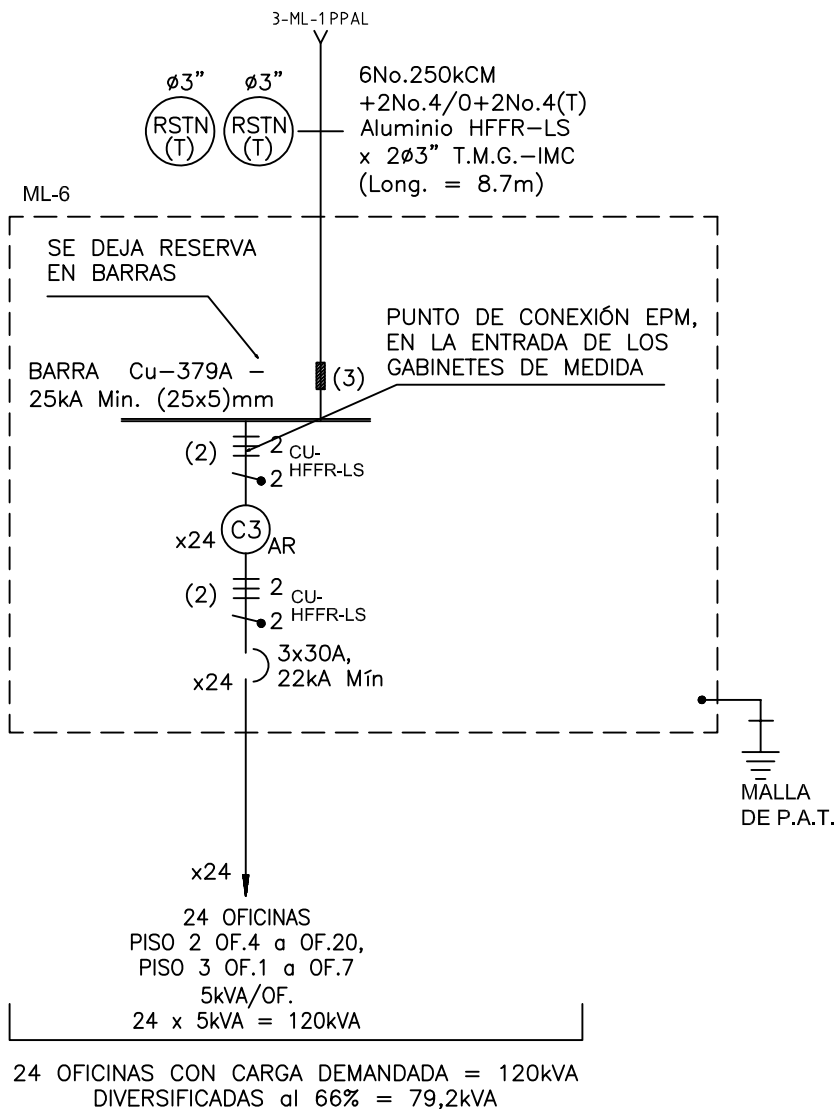 3-ML-1 PPAL
ø3” ø3”
RSTN
(T)
RSTN
(T)
6No.250kCM
+2No.4/0+2No.4(T)
Aluminio HFFR-LS
x 2ø3” T.M.G.-IMC
(Long. = 8.7m)
ML-6
SE DEJA RESERVA
EN BARRAS
PUNTO DE CONEXIÓN EPM,
EN LA ENTRADA DE LOS
GABINETES DE MEDIDA
BARRA Cu-379A -
25kA Min. (25x5)mm
(3)
(2) 2 CU-
2 HFFR-LS
x24 C3 AR
(2) 2 CU-
2 HFFR-LS
3x30A,
22kA Mín
x24
MALLA
DE P.A.T.
x24
24 OFICINAS
PISO 2 OF.4 a OF.20,
PISO 3 OF.1 a OF.7
5kVA/OF.
24 x 5kVA = 120kVA
24 OFICINAS CON CARGA DEMANDADA = 120kVA
DIVERSIFICADAS al 66% = 79,2kVA